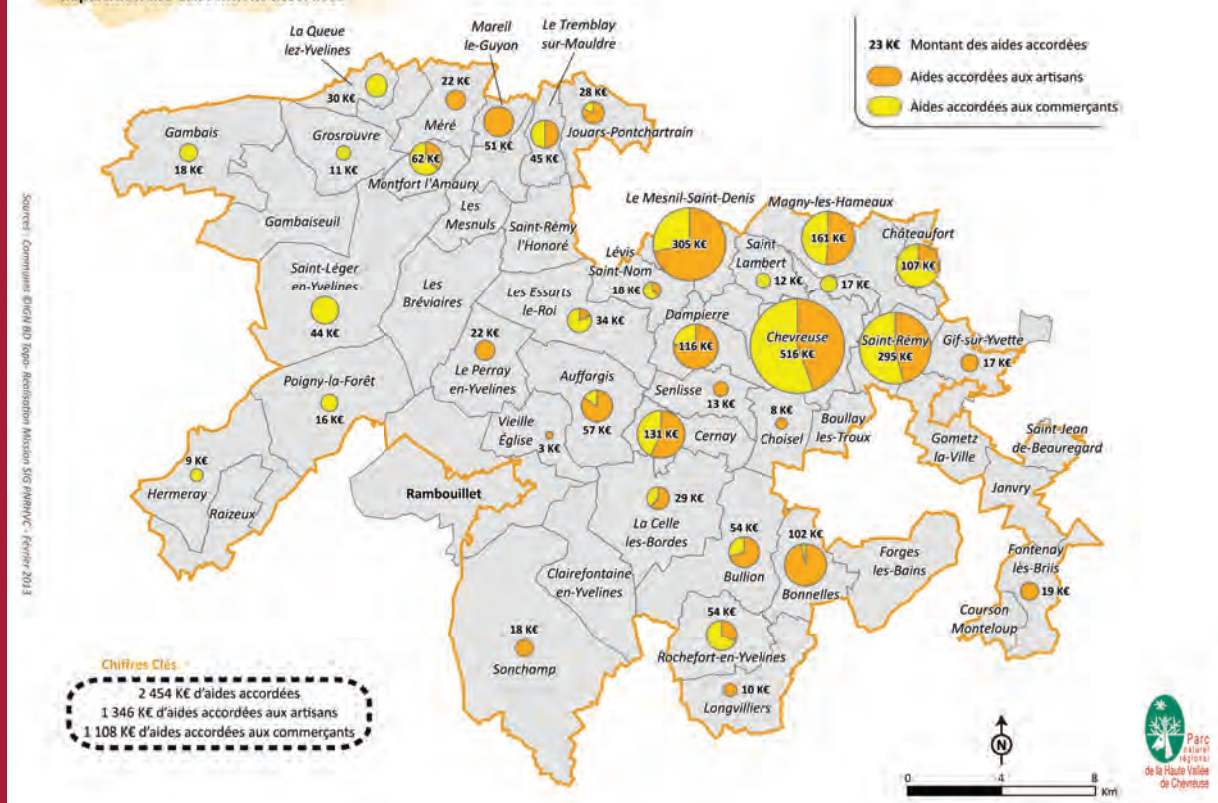 La Queue
lez-Yvelines
Mareil
le-Guyon
Le Tremblay
sur-Mauldre
23 K€ Montant des aides accordées
Aides accordées aux artisans
Aides accordées aux commerçants
30 K€
22 K€
Méré
51 K€
45 K€
28 K€
Jouars-Pontchartrain
Gambais
18 K€
Grosrouvre
11 K€
62 K€
Montfort l'Amaury
Gambaiseuil
Les
Mesnuls
Saint-Rémy
l'Honoré
Le Mesnil-Saint-Denis
305 K€
Magny-les-Hameaux
161 K€
Châteaufort
107 K€
Lévis
Saint-Nom
18 K€
Saint
Lambert
12 K€
17 K€
Saint-Léger
en-Yvelines
44 K€
Les
Bréviaires
Les Essarts
le-Roi
34 K€
Dampierre
116 K€
Chevreuse
516 K€
Saint-Rémy
295 K€
Gif-sur-Yvette
17 K€
22 K€
Le Perray
en-Yvelines
Auffargis
57 K€
Senlisse
13 K€
8 K€
Choisel
Boullay
les-Troux
Poigny-la-Forêt
16 K€
Vieille
Église
3 K€
131 K€
Cernay
Gometz
la-Ville
Saint-Jean
de-Beauregard
Janvry
9 K€
Hermeray
Raizeux
Rambouillet
29 K€
La Celle
les-Bordes
54 K€
Bullion
102 K€
Bonnelles
Forges
les-Bains
Fontenay
lès-Briis
19 K€
Courson
Monteloup
Clairefontaine
en-Yvelines
18 K€
Sonchamp
54 K€
Rochefort-en-Yvelines
10 K€
Longvilliers
Chiffres Clés
2 454 K€ d'aides accordées
1 346 K€ d'aides accordées aux artisans
1 108 K€ d'aides accordées aux commerçants
N
0 4 8
Km
Parc
naturel
régional
de la Haute Vallée
de Chevreuse
Sources : Communes ©IGN BD Topo- Réalisation Mission SIG PNRHVC - Février 2013